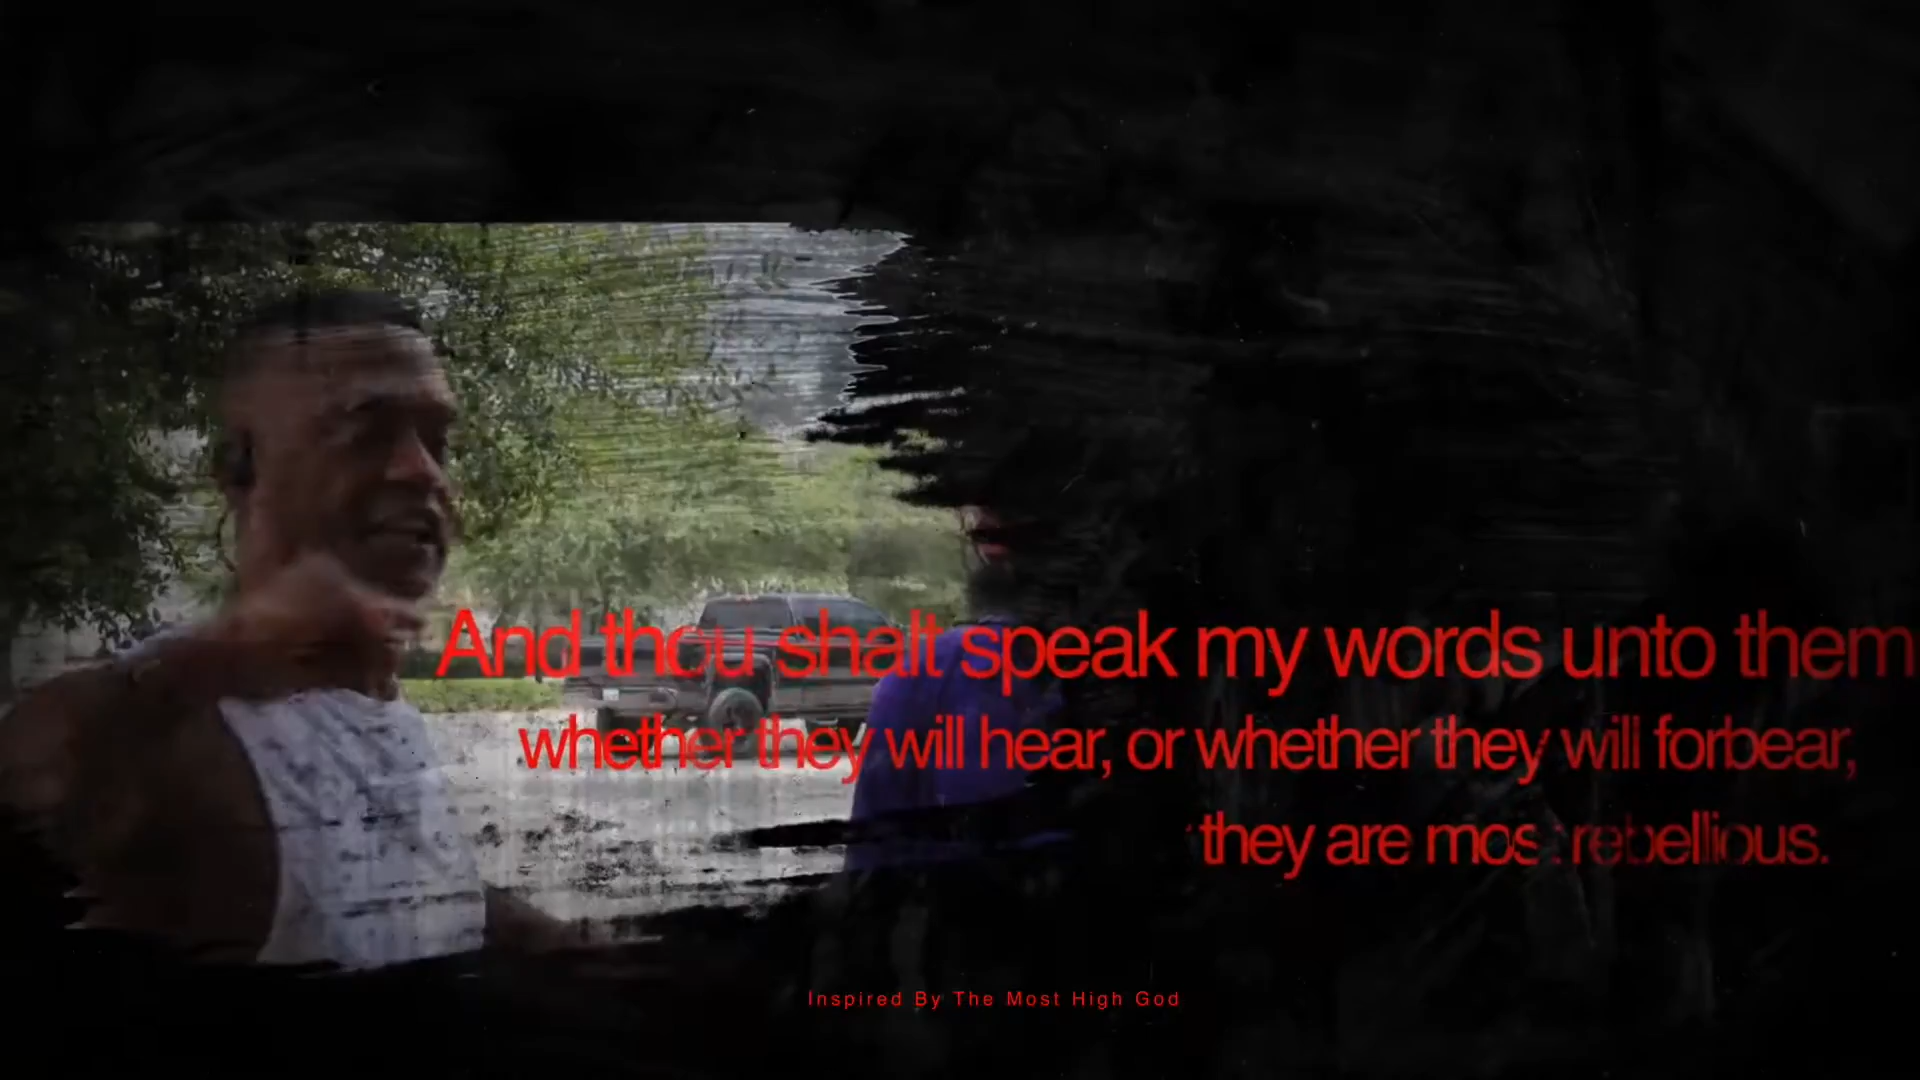 And thou shalt speak my words unto them
whether they will hear, or whether they will forbear,
they are most rebellious.
Inspired By The Most High God